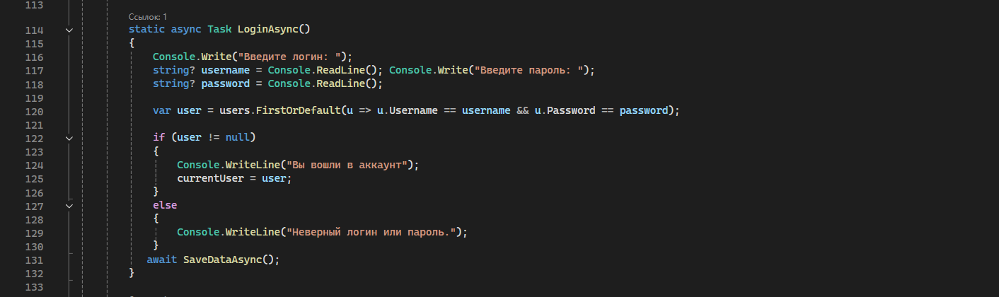 113
Ссылок: 1
114 static async Task LoginAsync()
115 {
116 Console.Write("Введите логин: ");
117 string? username = Console.ReadLine(); Console.Write("Введите пароль: ");
118 string? password = Console.ReadLine();
119
120 var user = users.FirstOrDefault(u => u.Username == username && u.Password == password);
121
122 if (user != null)
123 {
124 Console.WriteLine("Вы вошли в аккаунт");
125 currentUser = user;
126 }
127 else
128 {
129 Console.WriteLine("Неверный логин или пароль.");
130 }
131 await SaveDataAsync();
132 }
133